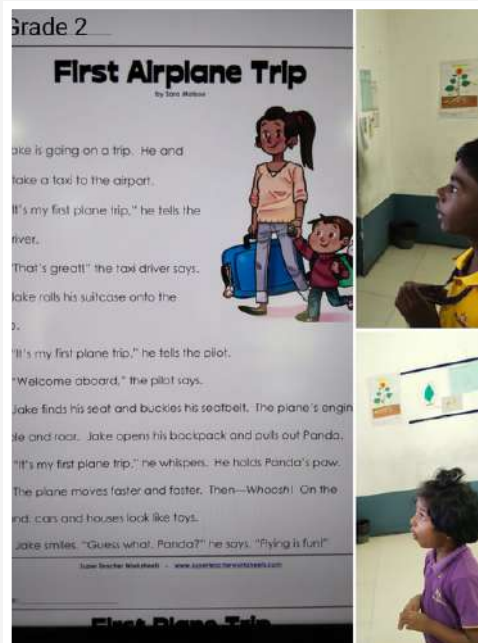 Grade 2
First Airplane Trip
by Sara Matson
ake is going on a trip. He and
take a taxi to the airport.
It's my first plane trip," he tells the
river.
"That's great!" the taxi driver says.
Jake rolls his suitcase onto the
"It's my first plane trip," he tells the pilot.
"Welcome aboard," the pilot says.
Jake finds his seat and buckles his seatbelt. The plane's engin
le and roar. Jake opens his backpack and pulls out Panda.
"It's my first plane trip," he whispers. He holds Panda's paw.
The plane moves faster and faster. Then—Whoosh! On the
nd, cars and houses look like toys.
Jake smiles. "Guess what, Panda?" he says. "Flying is fun!"
Super Teacher Worksheets - www.superteacherworksheets.com
First Plane Trip